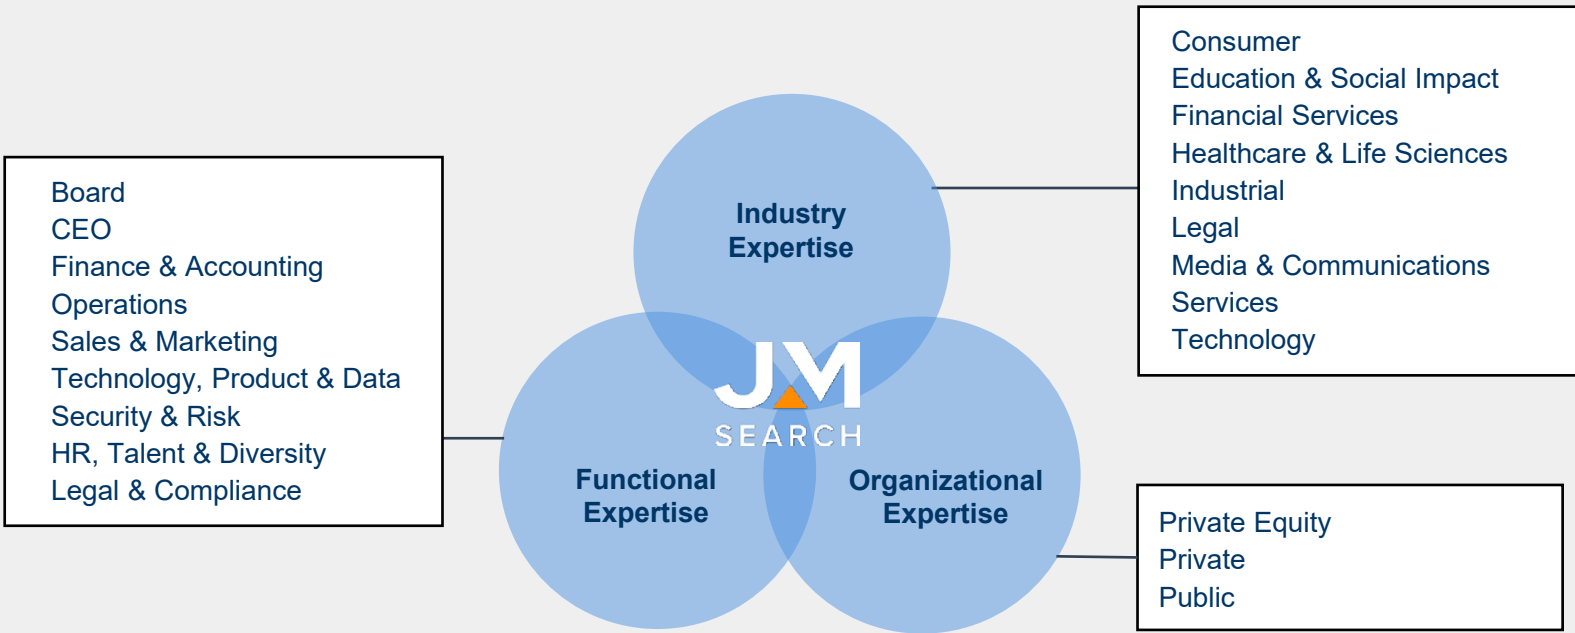 Consumer
Education & Social Impact
Financial Services
Healthcare & Life Sciences
Industrial
Legal
Media & Communications
Services
Technology
Board
CEO
Finance & Accounting
Operations
Sales & Marketing
Technology, Product & Data
Security & Risk
HR, Talent & Diversity
Legal & Compliance
Industry
Expertise
JM
SEARCH
Functional
Expertise
Organizational
Expertise
Private Equity
Private
Public